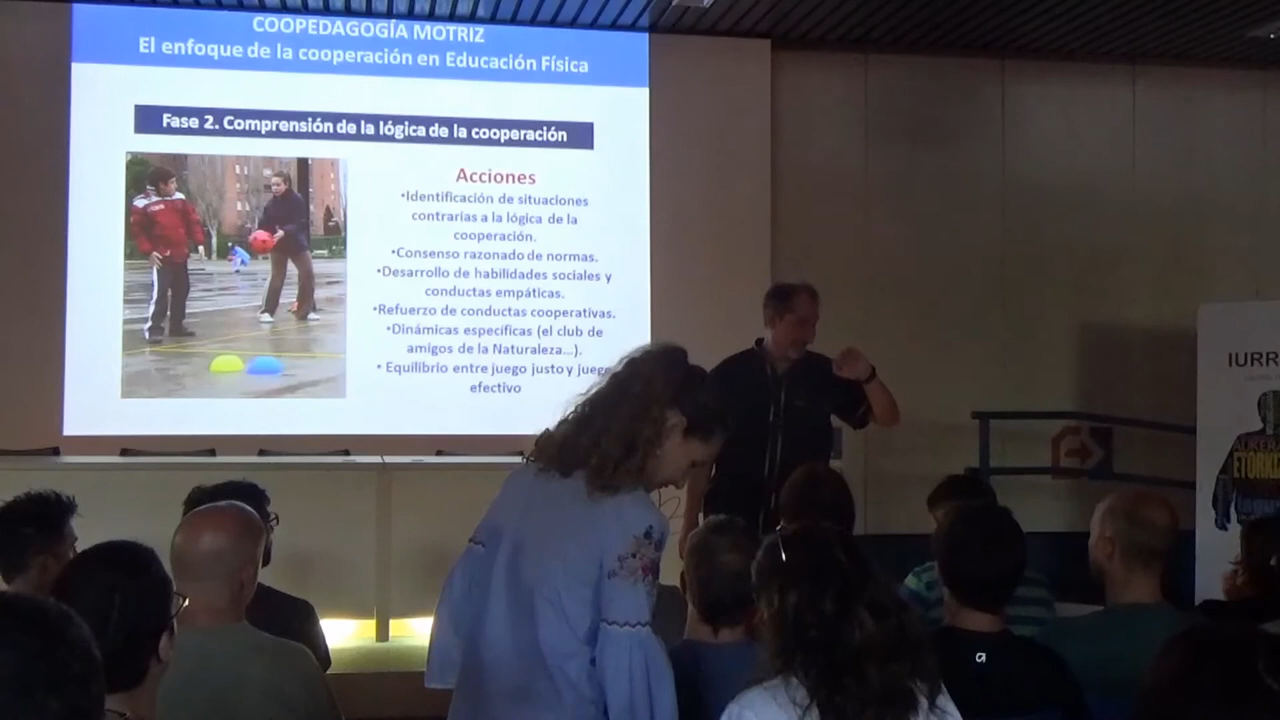 COOPEDAGOGÍA MOTRIZ
El enfoque de la cooperación en Educación Física
Fase 2. Comprensión de la lógica de la cooperación
Acciones
•Identificación de situaciones
contrarias a la lógica de la
cooperación.
•Consenso razonado de normas.
•Desarrollo de habilidades sociales y
conductas empáticas.
•Refuerzo de conductas cooperativas.
•Dinámicas específicas (el club de
amigos de la Naturaleza...).
• Equilibrio entre juego justo y juego
efectivo
IURR